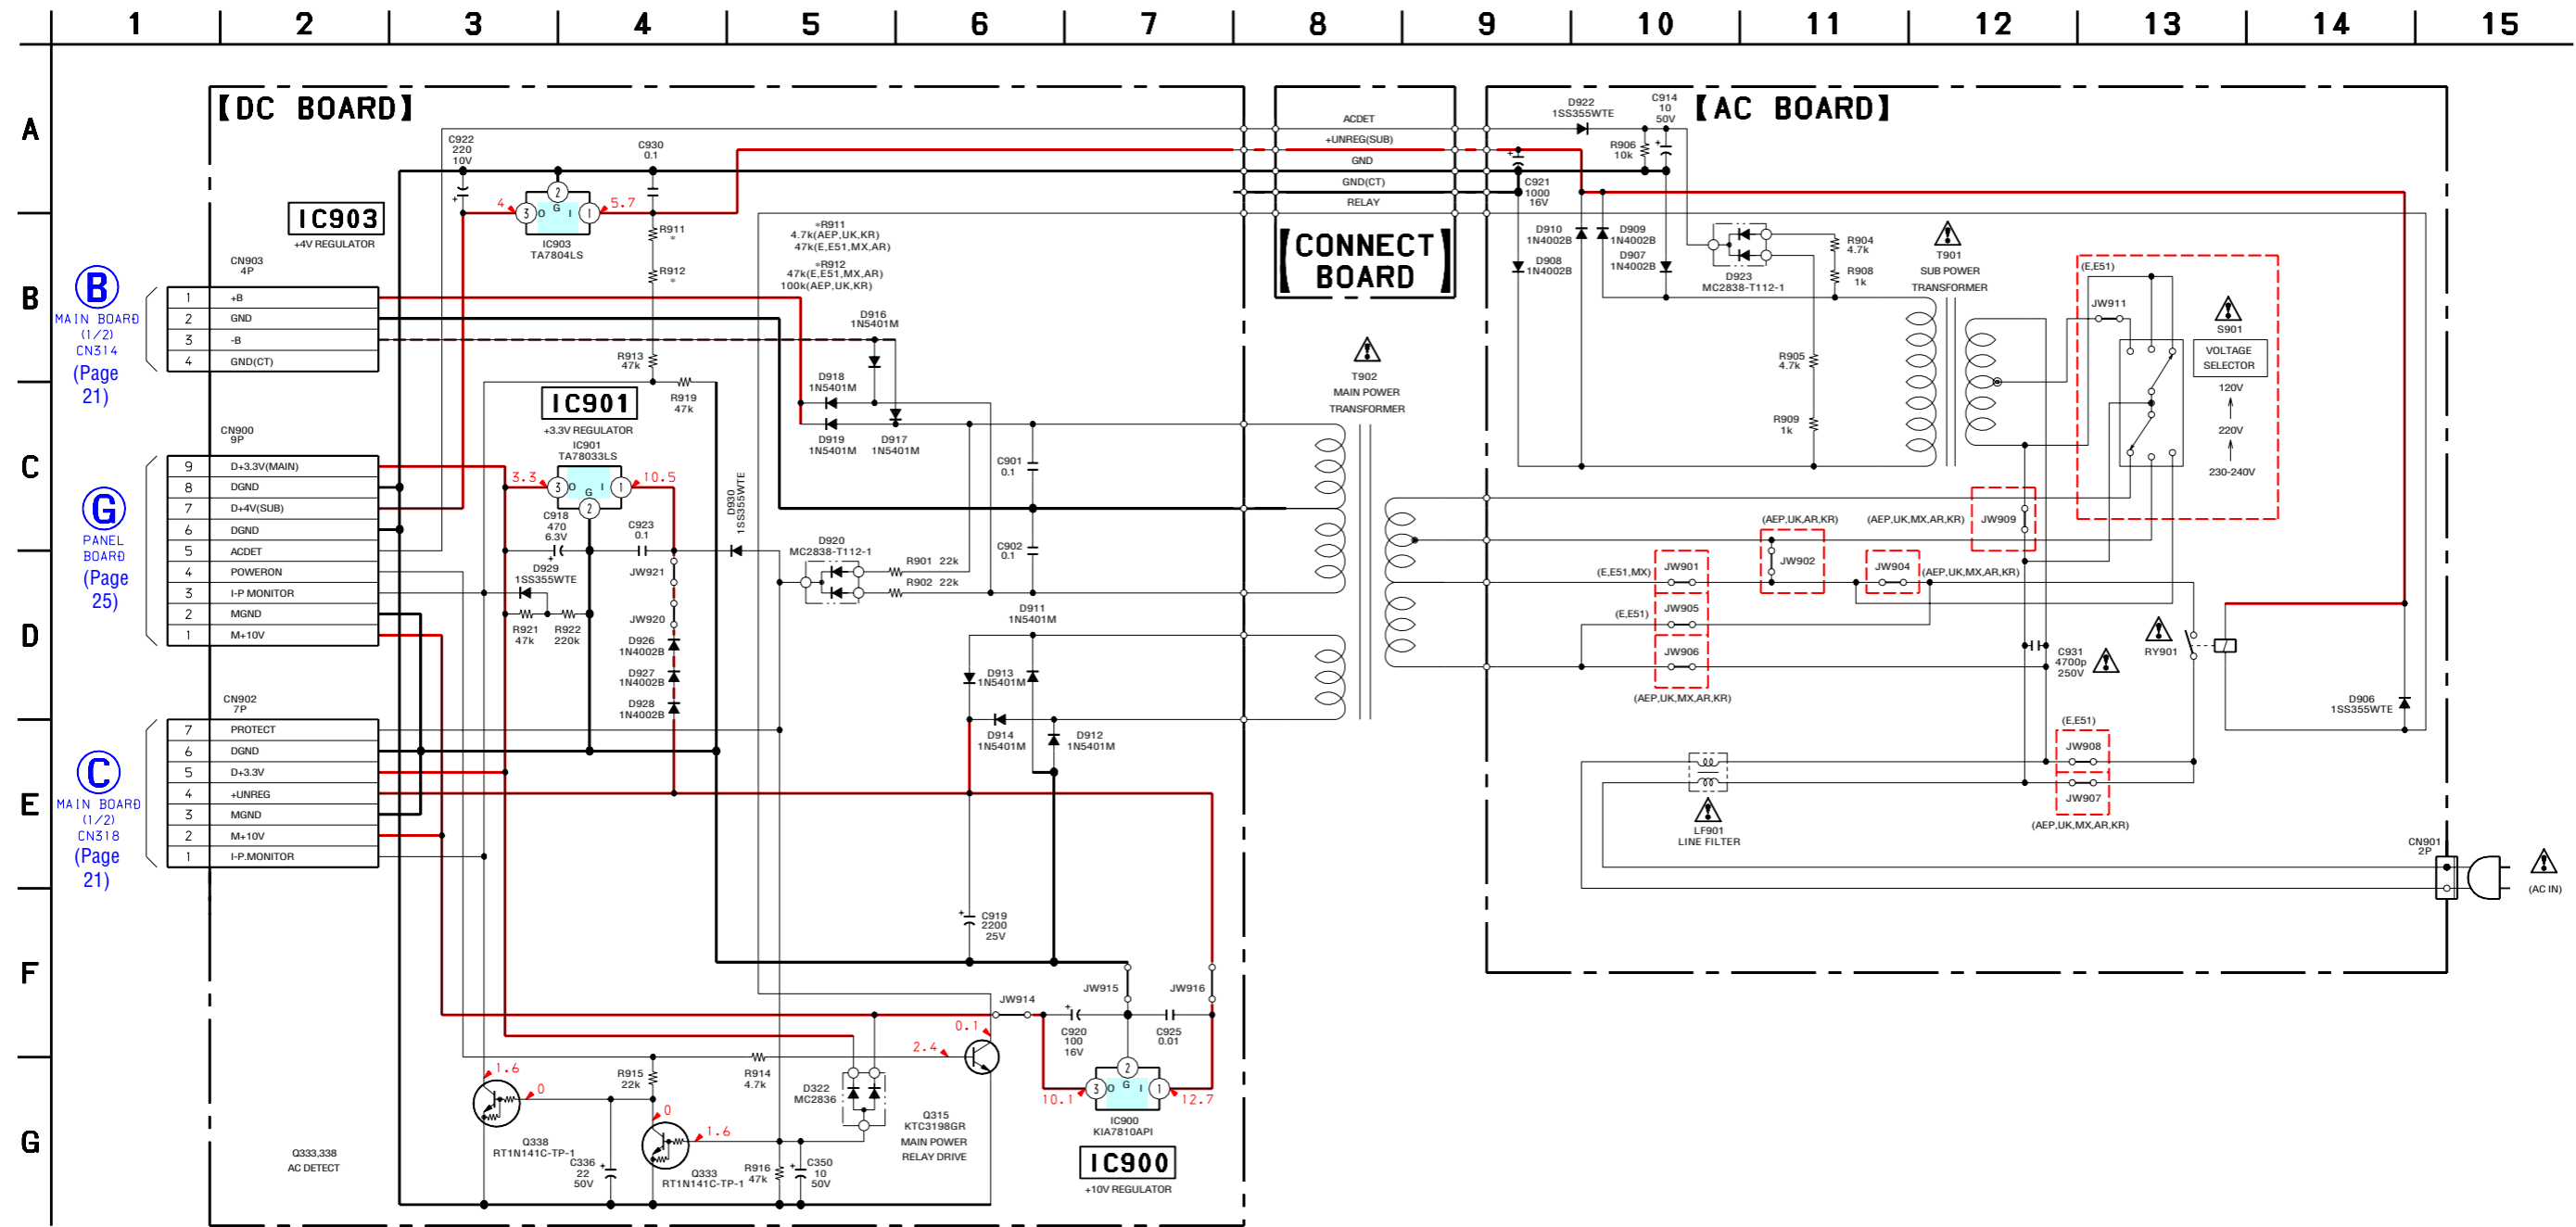 1 2 3 4 5 6 7 8 9 10 11 12 13 14 15
A
B
C
D
E
F
G
【DC BOARD】
C922
220
10V
C930
0.1
IC903
+4V REGULATOR
4
5.7
3 O G I 1
2
IC903
TA7804LS
R911
*
R912
*
*R911
4.7k(AEP,UK,KR)
47k(E,E51,MX,AR)
*R912
47k(E,E51,MX,AR)
100k(AEP,UK,KR)
CN903
4P
B
MAIN BOARD
(1/2)
CN314
(Page
21)
1 +B
2 GND
3 -B
4 GND(CT)
R913
47k
R919
47k
D916
1N5401M
D918
1N5401M
D919
1N5401M
D917
1N5401M
IC901
+3.3V REGULATOR
IC901
TA78033LS
3.3
10.5
3 O G I 1
2
CN900
9P
G
PANEL
BOARD
(Page
25)
9 D+3.3V(MAIN)
8 DGND
7 D+4V(SUB)
6 DGND
5 ACDET
4 POWERON
3 I-P MONITOR
2 MGND
1 M+10V
C918
470
6.3V
C923
0.1
D929
1SS355WTE
D930
1SS355WTE
JW921
JW920
R921
47k
R922
220k
D926
1N4002B
D927
1N4002B
D928
1N4002B
D920
MC2838-T112-1
R901 22k
R902 22k
C901
0.1
C902
0.1
D911
1N5401M
D913
1N5401M
D914
1N5401M
D912
1N5401M
CN902
7P
C
MAIN BOARD
(1/2)
CN318
(Page
21)
7 PROTECT
6 DGND
5 D+3.3V
4 +UNREG
3 MGND
2 M+10V
1 I-P.MONITOR
C919
2200
25V
JW914
JW915
JW916
C920
100
16V
C925
0.01
0.1
2.4
1.6
0
0
1.6
R915
22k
R914
4.7k
D322
MC2836
Q315
KTC3198GR
MAIN POWER
RELAY DRIVE
10.1
12.7
3 O G I 1
2
IC900
KIA7810API
IC900
+10V REGULATOR
Q333,338
AC DETECT
Q338
RT1N141C-TP-1
C336
22
50V
Q333
RT1N141C-TP-1
R916
47k
C350
10
50V
ACDET
+UNREG(SUB)
GND
GND(CT)
RELAY
【CONNECT
BOARD】
T902
MAIN POWER
TRANSFORMER
【AC BOARD】
D922
1SS355WTE
C914
10
50V
R906
10k
C921
1000
16V
D910
1N4002B
D909
1N4002B
D908
1N4002B
D907
1N4002B
D923
MC2838-T112-1
R904
4.7k
R908
1k
R905
4.7k
R909
1k
T901
SUB POWER
TRANSFORMER
(E,E51)
JW911
S901
VOLTAGE
SELECTOR
120V
220V
230-240V
(AEP,UK,AR,KR)
JW902
(AEP,UK,MX,AR,KR)
JW909
(E,E51,MX)
JW901
JW904
(AEP,UK,MX,AR,KR)
(E,E51)
JW905
JW906
(AEP,UK,MX,AR,KR)
RY901
C931
4700p
250V
D906
1SS355WTE
(E,E51)
JW908
JW907
(AEP,UK,MX,AR,KR)
LF901
LINE FILTER
CN901
2P
(AC IN)